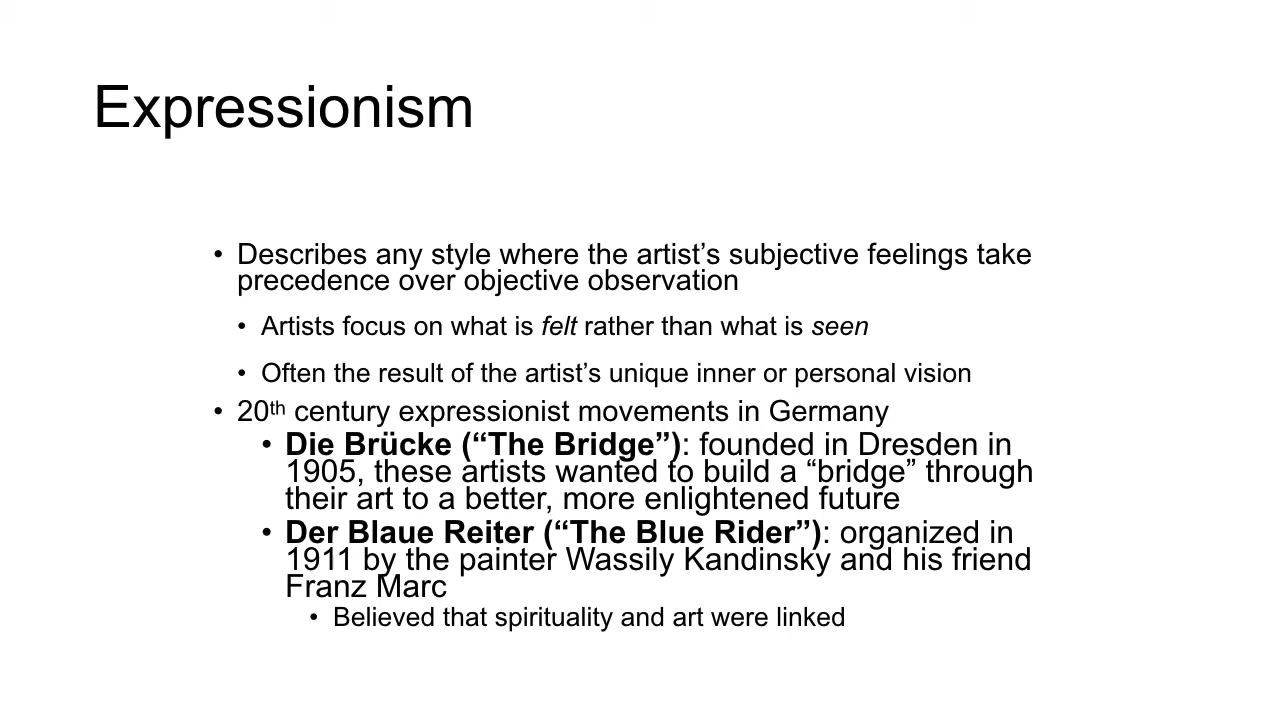 Expressionism
• Describes any style where the artist’s subjective feelings take
precedence over objective observation
• Artists focus on what is felt rather than what is seen
• Often the result of the artist’s unique inner or personal vision
• 20th century expressionist movements in Germany
• Die Brücke (“The Bridge”): founded in Dresden in
1905, these artists wanted to build a “bridge” through
their art to a better, more enlightened future
• Der Blaue Reiter (“The Blue Rider”): organized in
1911 by the painter Wassily Kandinsky and his friend
Franz Marc
• Believed that spirituality and art were linked